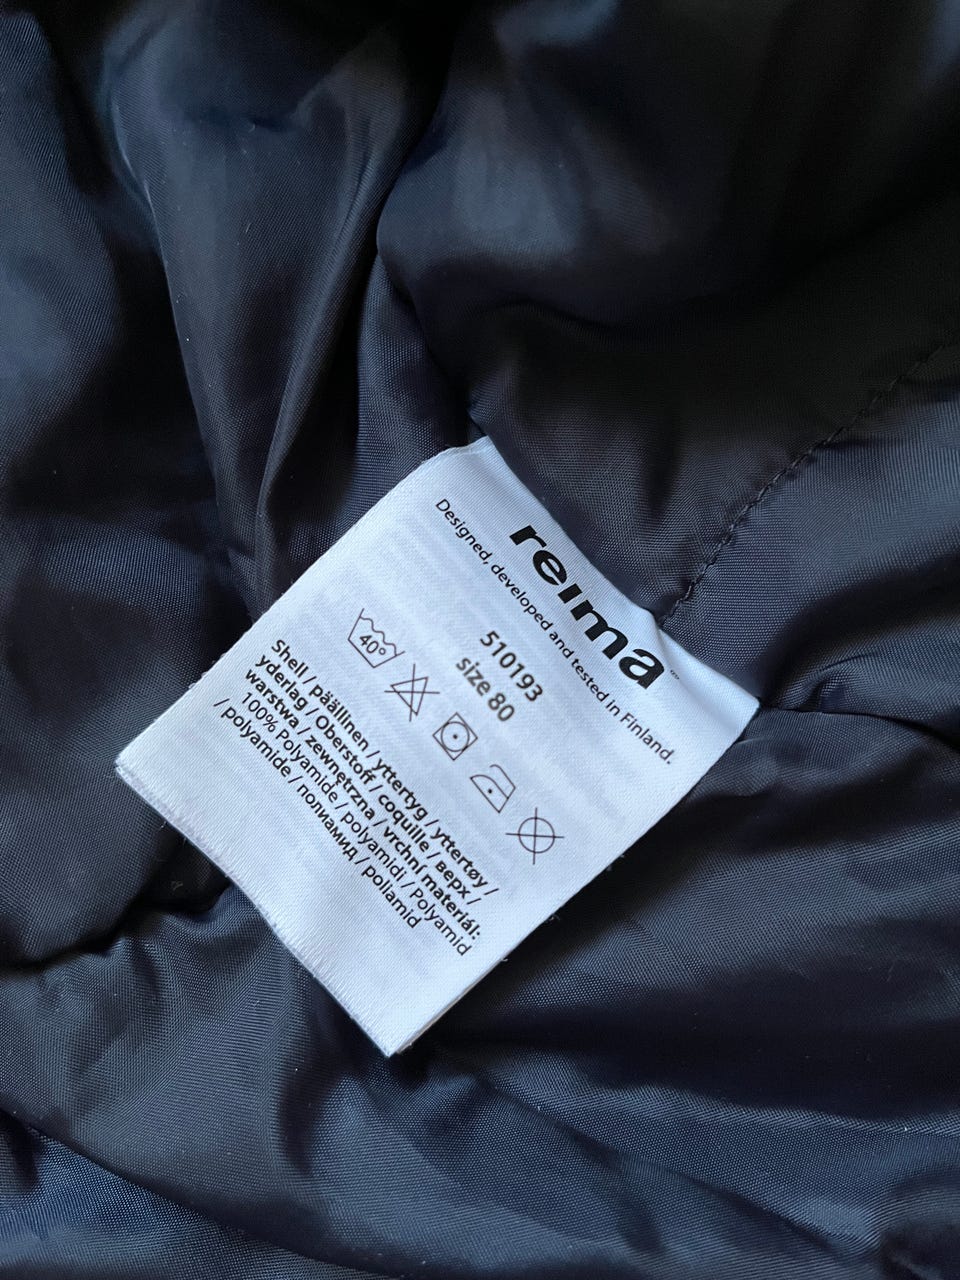 reima
Designed, developed and tested in Finland.
510193
size 80
40°
Shell / päällinen / yttertyg / yttertøy /
yderlag / Oberstoff / coquille / верх /
warstwa / zewnętrzna / vrchní materiál:
100% Polyamide / polyamidi / Polyamid
/ polyamide / полиамид / poliamid